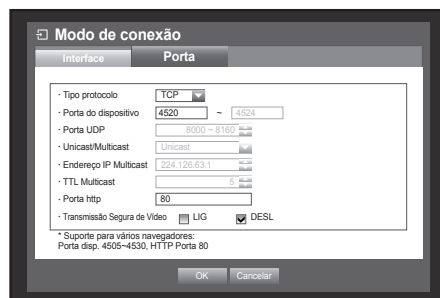 Modo de conexão
Interface Porta
· Tipo protocolo TCP
· Porta do dispositivo 4520 ~ 4524
· Porta UDP 8000 ~ 8160
· Unicast/Multicast Unicast
· Endereço IP Multicast 224.126.63.1
· TTL Multicast 5
· Porta http 80
· Transmissão Segura de Vídeo LIG DESL
* Suporte para vários navegadores:
Porta disp. 4505~4530, HTTP Porta 80
OK Cancelar